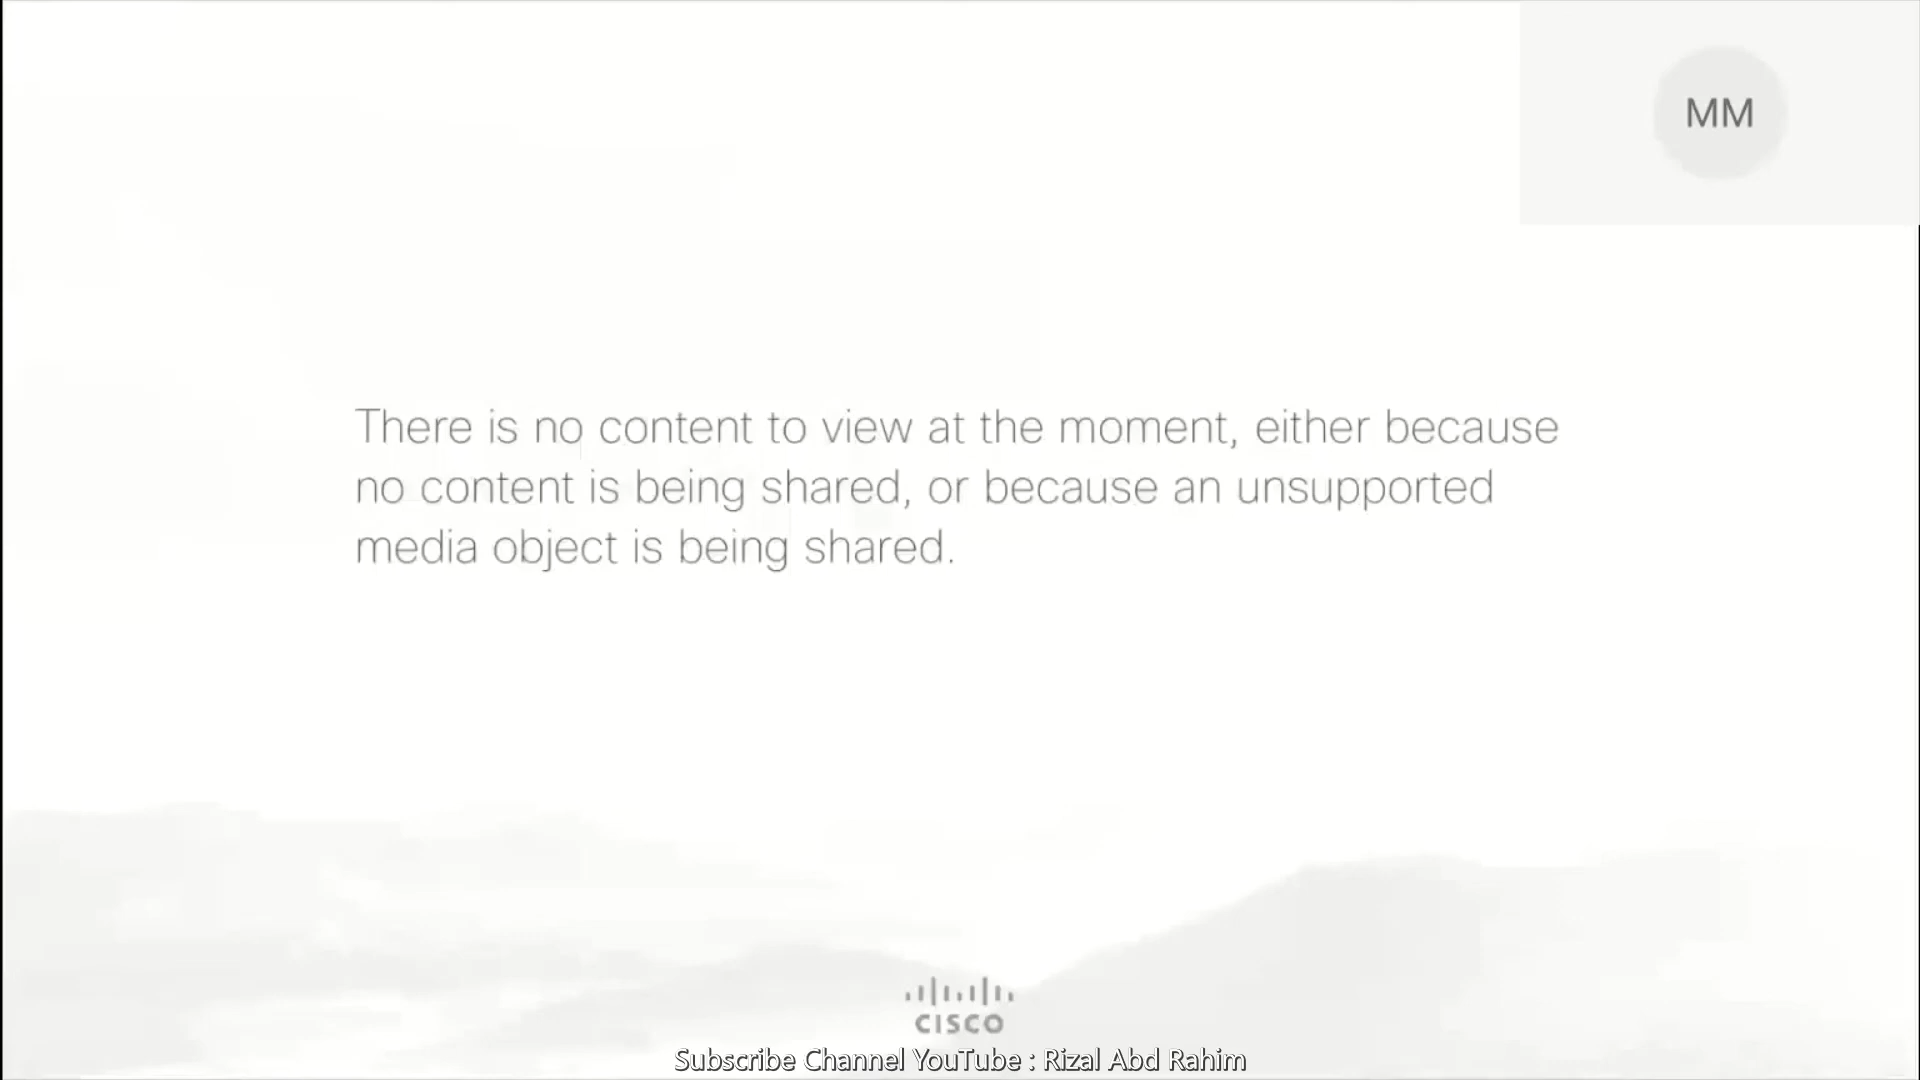 MM
There is no content to view at the moment, either because
no content is being shared, or because an unsupported
media object is being shared.
CISCO
Subscribe Channel YouTube : Rizal Abd Rahim